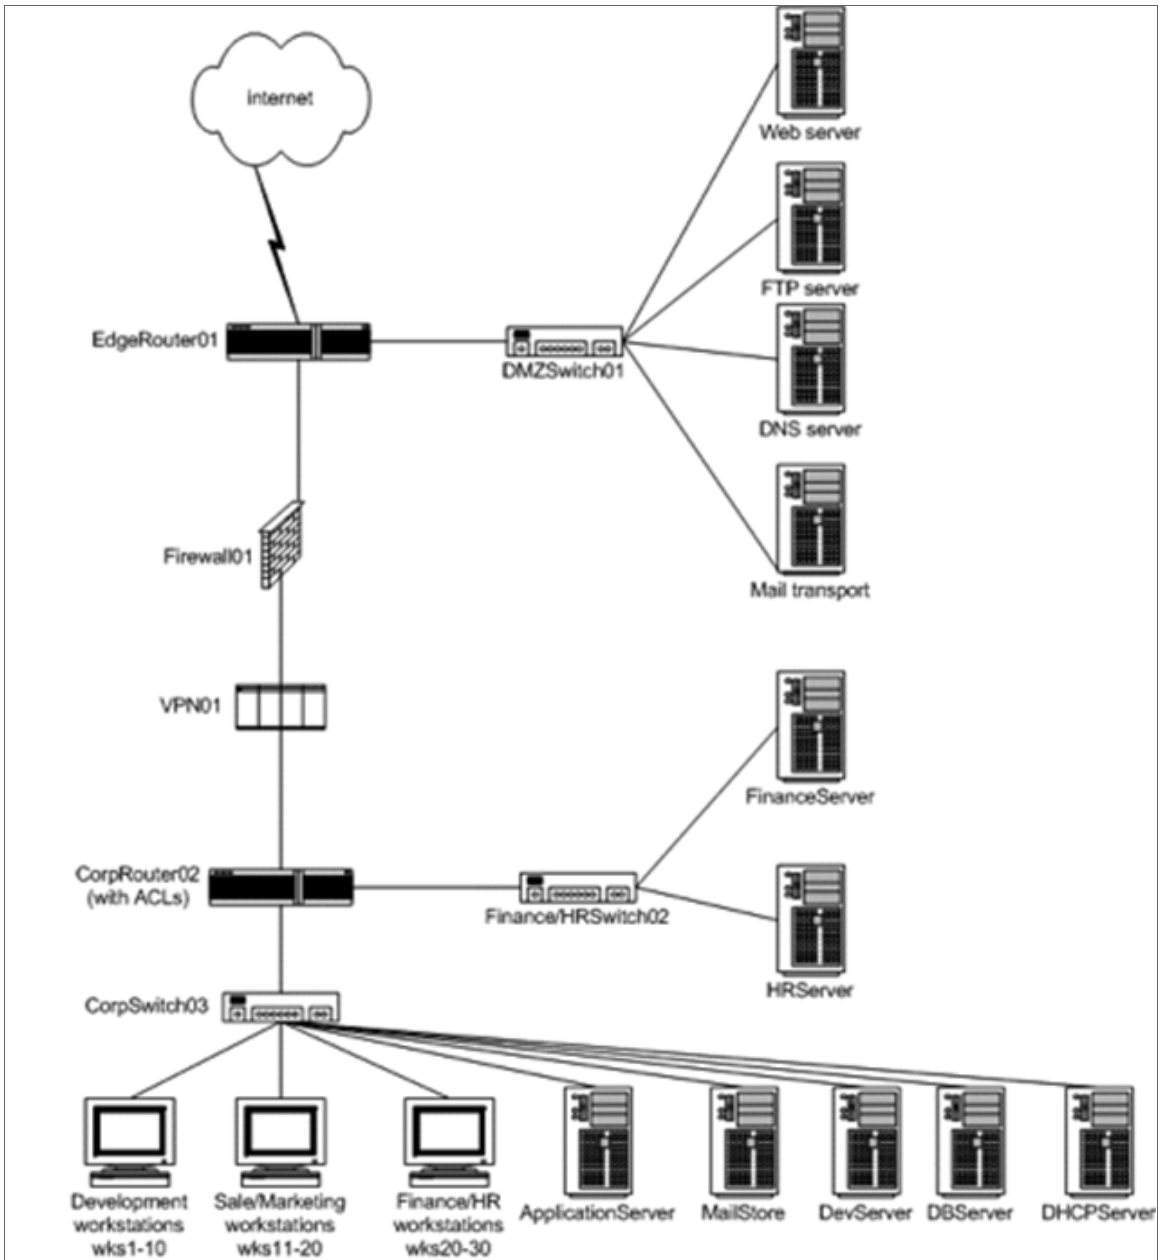 internet
Web server
FTP server
EdgeRouter01
DMZSwitch01
DNS server
Firewall01
Mail transport
VPN01
FinanceServer
CorpRouter02
(with ACLs)
Finance/HRSwitch02
HRServer
CorpSwitch03
Development
workstations
wks1-10
Sale/Marketing
workstations
wks11-20
Finance/HR
workstations
wks20-30
ApplicationServer
MailStore
DevServer
DBServer
DHCPServer